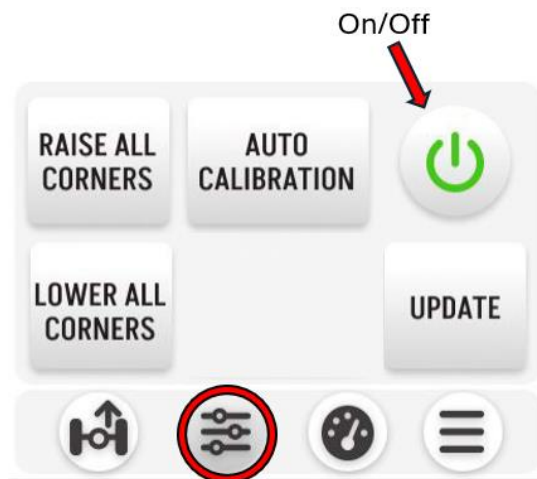 On/Off
RAISE ALL
CORNERS
AUTO
CALIBRATION
LOWER ALL
CORNERS
UPDATE